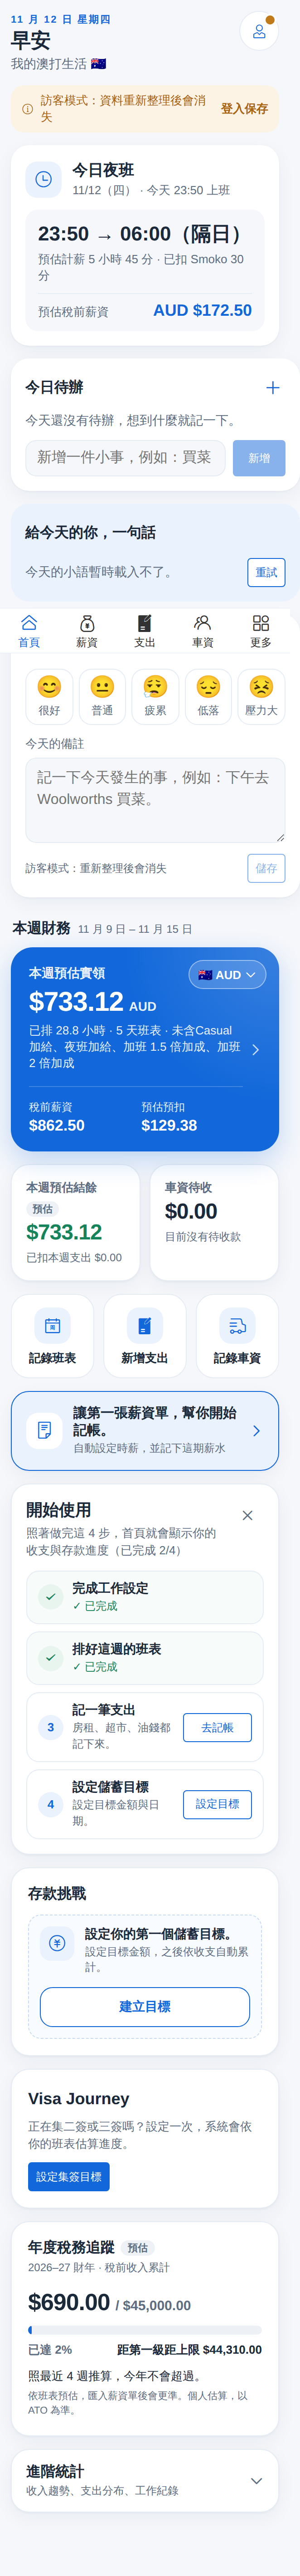 11 月 12 日 星期四
早安
我的澳打生活 🇦🇺
訪客模式：資料重新整理後會消
失
登入保存
今日夜班
11/12（四） · 今天 23:50 上班
23:50 → 06:00（隔日）
預估計薪 5 小時 45 分 · 已扣 Smoko 30
分
預估稅前薪資
AUD $172.50
今日待辦
今天還沒有待辦，想到什麼就記一下。
新增一件小事，例如：買菜
新增
給今天的你，一句話
今天的小語暫時載入不了。
重試
首頁
薪資
支出
車資
更多
😊
😐
😮‍💨
😔
😣
很好
普通
疲累
低落
壓力大
今天的備註
記一下今天發生的事，例如：下午去
Woolworths 買菜。
訪客模式：重新整理後會消失
儲存
本週財務 11 月 9 日 – 11 月 15 日
本週預估實領
🇦🇺 AUD
$733.12 AUD
已排 28.8 小時 · 5 天班表 · 未含Casual
加給、夜班加給、加班 1.5 倍加成、加班
2 倍加成
稅前薪資
預估預扣
$862.50
$129.38
本週預估結餘
預估
$733.12
已扣本週支出 $0.00
車資待收
$0.00
目前沒有待收款
記錄班表
新增支出
記錄車資
讓第一張薪資單，幫你開始
記帳。
自動設定時薪，並記下這期薪水
開始使用
照著做完這 4 步，首頁就會顯示你的
收支與存款進度（已完成 2/4）
完成工作設定
✓ 已完成
排好這週的班表
✓ 已完成
3
記一筆支出
房租、超市、油錢都
記下來。
去記帳
4
設定儲蓄目標
設定目標金額與日
期。
設定目標
存款挑戰
設定你的第一個儲蓄目標。
設定目標金額，之後依收支自動累
計。
建立目標
Visa Journey
正在集二簽或三簽嗎？設定一次，系統會依
你的班表估算進度。
設定集簽目標
年度稅務追蹤 預估
2026–27 財年 · 稅前收入累計
$690.00 / $45,000.00
已達 2%
距第一級距上限 $44,310.00
照最近 4 週推算，今年不會超過。
依班表預估，匯入薪資單後會更準。個人估算，以
ATO 為準。
進階統計
收入趨勢、支出分布、工作紀錄